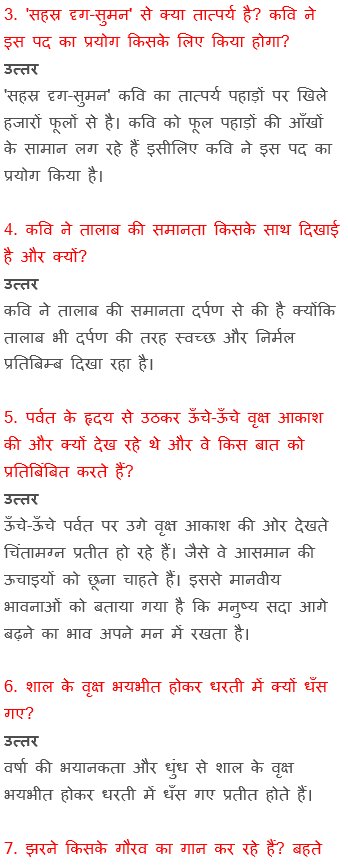 3. 'सहस्र दृग-सुमन' से क्या तात्पर्य है? कवि ने
इस पद का प्रयोग किसके लिए किया होगा?
उत्तर
'सहस्र दृग-सुमन' कवि का तात्पर्य पहाड़ों पर खिले
हजारों फूलों से है। कवि को फूल पहाड़ों की आँखों
के सामान लग रहे हैं इसीलिए कवि ने इस पद का
प्रयोग किया है।
4. कवि ने तालाब की समानता किसके साथ दिखाई
है और क्यों?
उत्तर
कवि ने तालाब की समानता दर्पण से की है क्योंकि
तालाब भी दर्पण की तरह स्वच्छ और निर्मल
प्रतिबिम्ब दिखा रहा है।
5. पर्वत के हृदय से उठकर ऊँचे-ऊँचे वृक्ष आकाश
की और क्यों देख रहे थे और वे किस बात को
प्रतिबिंबित करते हैं?
उत्तर
ऊँचे-ऊँचे पर्वत पर उगे वृक्ष आकाश की ओर देखते
चिंतामग्न प्रतीत हो रहे हैं। जैसे वे आसमान की
ऊचाइयों को छूना चाहते हैं। इससे मानवीय
भावनाओं को बताया गया है कि मनुष्य सदा आगे
बढ़ने का भाव अपने मन में रखता है।
6. शाल के वृक्ष भयभीत होकर धरती में क्यों धँस
गए?
उत्तर
वर्षा की भयानकता और धुंध से शाल के वृक्ष
भयभीत होकर धरती में धँस गए प्रतीत होते हैं।
7. झरने किसके गौरव का गान कर रहे हैं? बहते